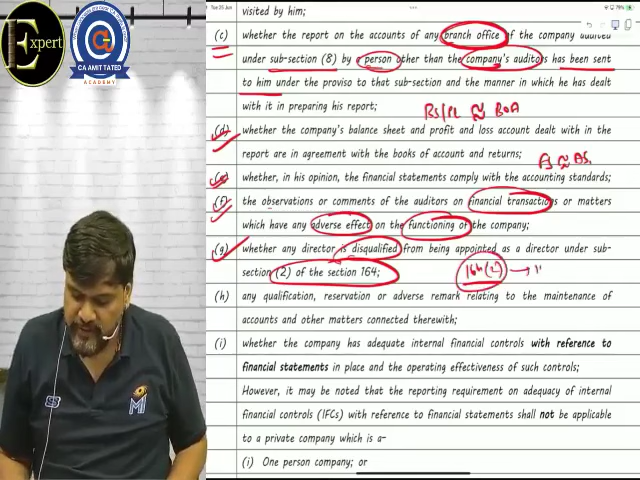 Tue 25 Jun
visited by him;
Expert
CA AMIT TATED
ACADEMY
(c) whether the report on the accounts of any branch office of the company audited
under sub-section (8) by a person other than the company's auditors has been sent
to him under the proviso to that sub-section and the manner in which he has dealt
with it in preparing his report;
BS/PL ≅ BOA
(d) whether the company's balance sheet and profit and loss account dealt with in the
report are in agreement with the books of account and returns;
FS ≅ AS.
(e) whether, in his opinion, the financial statements comply with the accounting standards;
(f) the observations or comments of the auditors on financial transactions or matters
which have any adverse effect on the functioning of the company;
(g) whether any director is disqualified from being appointed as a director under sub-
section (2) of the section 164;
164(2) →
(h) any qualification, reservation or adverse remark relating to the maintenance of
accounts and other matters connected therewith;
(i) whether the company has adequate internal financial controls with reference to
financial statements in place and the operating effectiveness of such controls;
However, it may be noted that the reporting requirement on adequacy of internal
financial controls (IFCs) with reference to financial statements shall not be applicable
to a private company which is a-
(i) One person company; or
MI